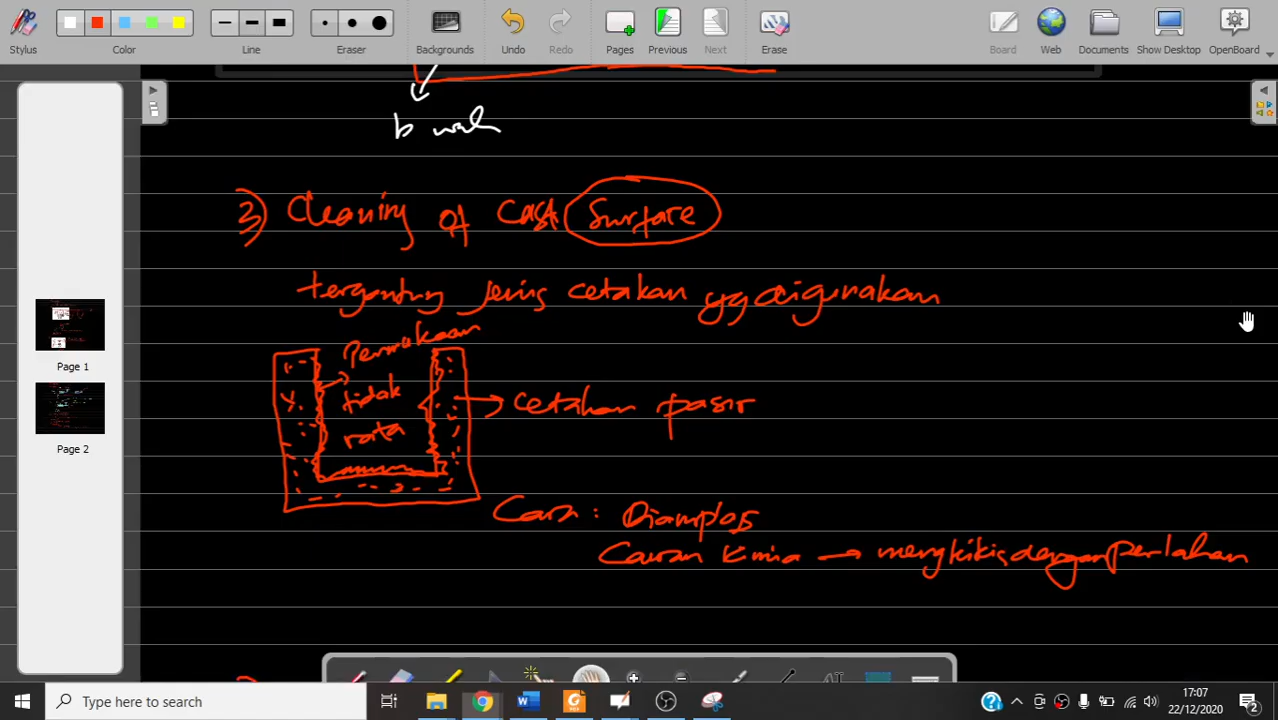 Stylus
Color
Line
Eraser
Backgrounds
Undo
Redo
Pages
Previous
Next
Erase
Board
Web
Documents
Show Desktop
OpenBoard
b
3) Cleaning of Cast Surface
tergantung jenis cetakan yg digunakan
Permukaan
tidak
rata
cetakan pasir
Cara : Diamplas
Cairan kimia → mengkikis dengan perlahan
Page 1
Page 2
Type here to search
17:07
22/12/2020
2